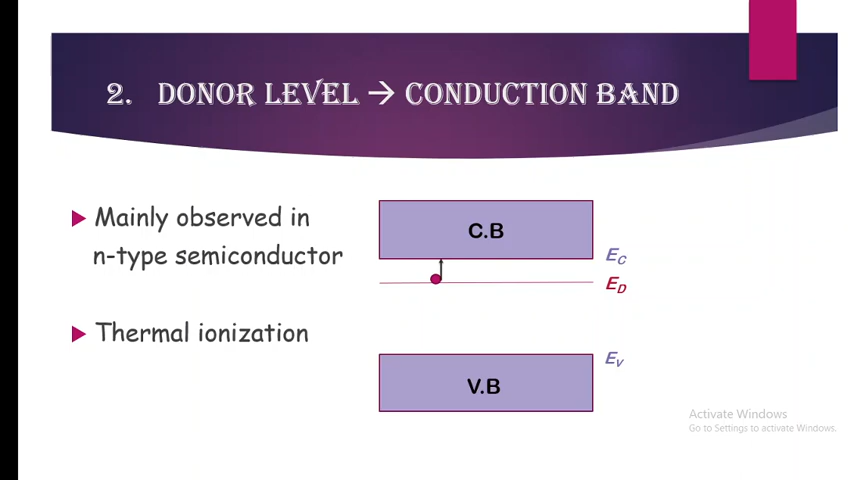 2. DONOR LEVEL → CONDUCTION BAND
▶ Mainly observed in
n-type semiconductor
▶ Thermal ionization
C.B
E_C
E_D
E_V
V.B
Activate Windows
Go to Settings to activate Windows.